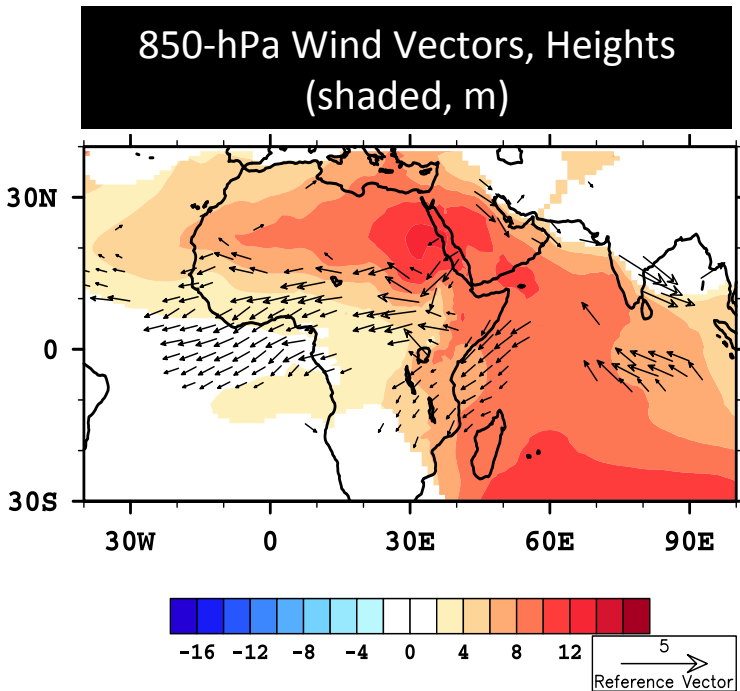 850-hPa Wind Vectors, Heights
(shaded, m)
30N
0
30S
30W 0 30E 60E 90E
-16 -12 -8 -4 0 4 8 12
5
Reference Vector